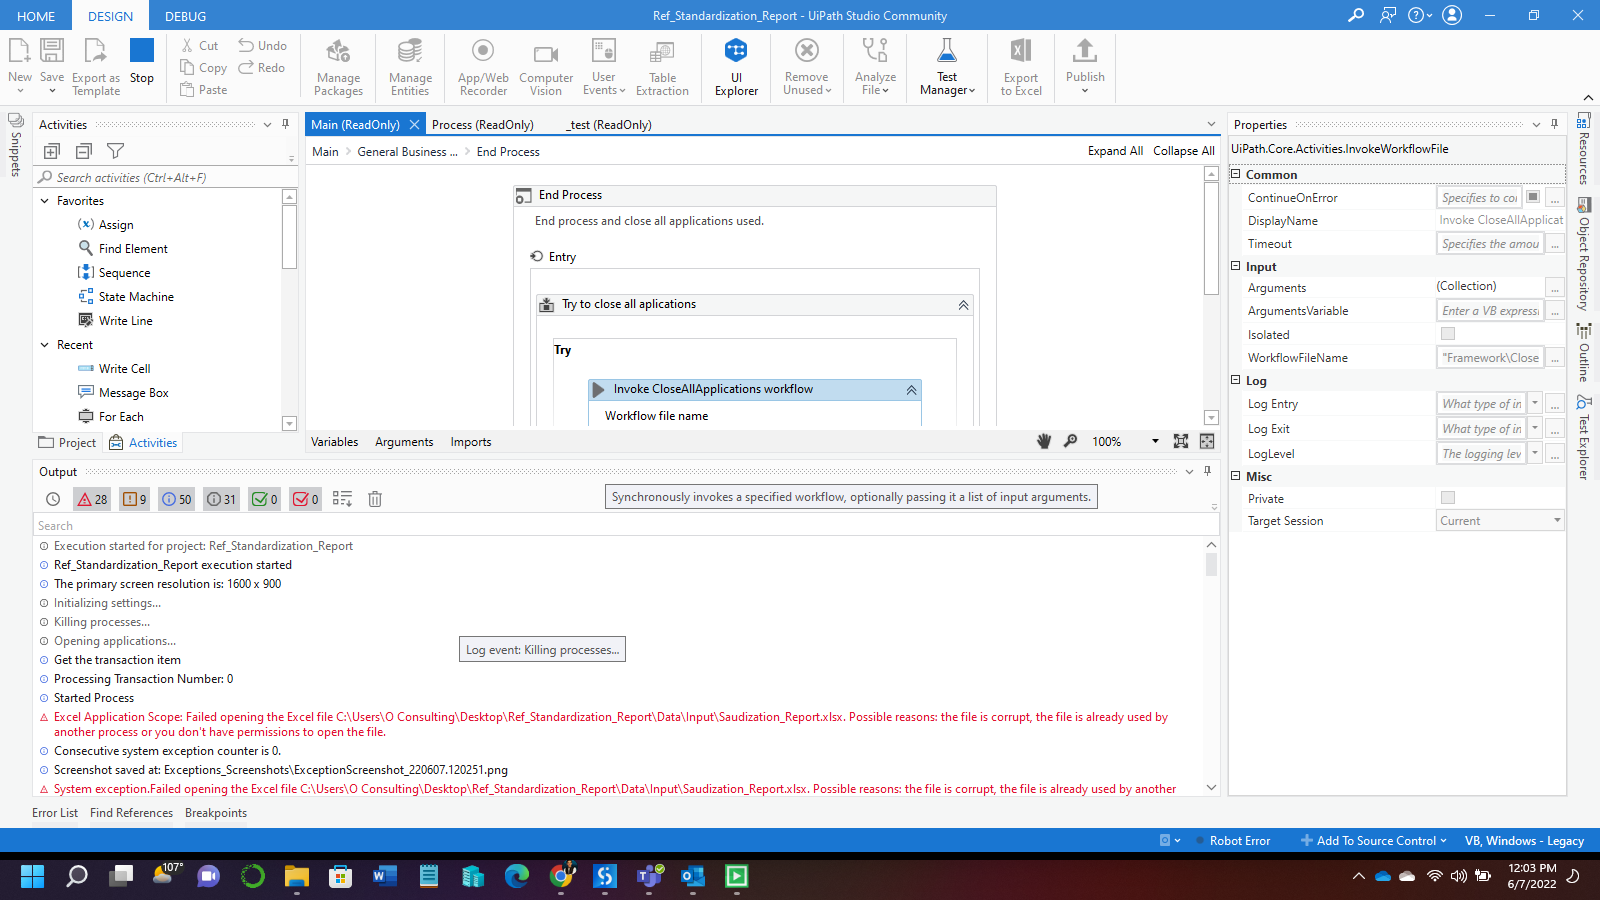 HOME
DESIGN
DEBUG
Ref_Standardization_Report - UiPath Studio Community
New
Save
Export as
Template
Stop
Cut
Copy
Paste
Undo
Redo
Manage
Packages
Manage
Entities
App/Web
Recorder
Computer
Vision
User
Events
Table
Extraction
UI
Explorer
Remove
Unused
Analyze
File
Test
Manager
Export
to Excel
Publish
Snippets
Activities
Search activities (Ctrl+Alt+F)
Favorites
Assign
Find Element
Sequence
State Machine
Write Line
Recent
Write Cell
Message Box
For Each
Project
Activities
Main (ReadOnly)
Process (ReadOnly)
_test (ReadOnly)
Main
General Business ...
End Process
Expand All
Collapse All
End Process
End process and close all applications used.
Entry
Try to close all aplications
Try
Invoke CloseAllApplications workflow
Workflow file name
Variables
Arguments
Imports
100%
Properties
UiPath.Core.Activities.InvokeWorkflowFile
Common
ContinueOnError
Specifies to co
...
DisplayName
Invoke CloseAllApplicat
Timeout
Specifies the amou
...
Input
Arguments
(Collection)
...
ArgumentsVariable
Enter a VB express
...
Isolated
WorkflowFileName
"Framework\Close
...
Log
Log Entry
What type of in
...
Log Exit
What type of in
...
LogLevel
The logging lev
...
Misc
Private
Target Session
Current
Resources
Object Repository
Outline
Test Explorer
Output
28
9
50
31
0
0
Synchronously invokes a specified workflow, optionally passing it a list of input arguments.
Search
Execution started for project: Ref_Standardization_Report
Ref_Standardization_Report execution started
The primary screen resolution is: 1600 x 900
Initializing settings...
Killing processes...
Opening applications...
Log event: Killing processes...
Get the transaction item
Processing Transaction Number: 0
Started Process
Excel Application Scope: Failed opening the Excel file C:\Users\O Consulting\Desktop\Ref_Standardization_Report\Data\Input\Saudization_Report.xlsx. Possible reasons: the file is corrupt, the file is already used by
another process or you don't have permissions to open the file.
Consecutive system exception counter is 0.
Screenshot saved at: Exceptions_Screenshots\ExceptionScreenshot_220607.120251.png
System exception.Failed opening the Excel file C:\Users\O Consulting\Desktop\Ref_Standardization_Report\Data\Input\Saudization_Report.xlsx. Possible reasons: the file is corrupt, the file is already used by another
Error List
Find References
Breakpoints
Robot Error
Add To Source Control
VB, Windows - Legacy
107°
12:03 PM
6/7/2022